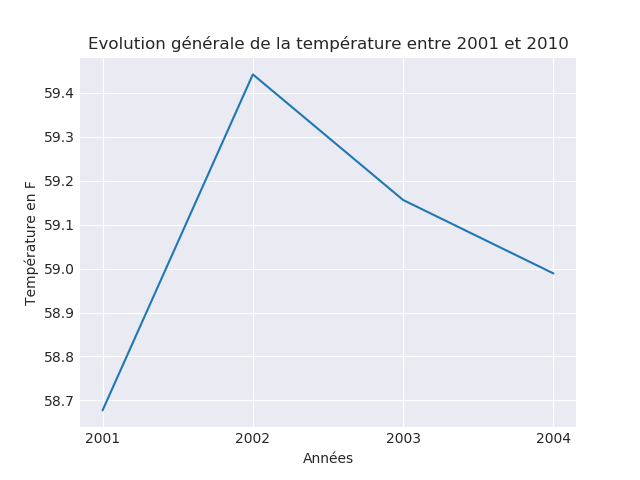 Evolution générale de la température entre 2001 et 2010
59.4
59.3
59.2
59.1
59.0
58.9
58.8
58.7
Température en F
2001 2002 2003 2004
Années